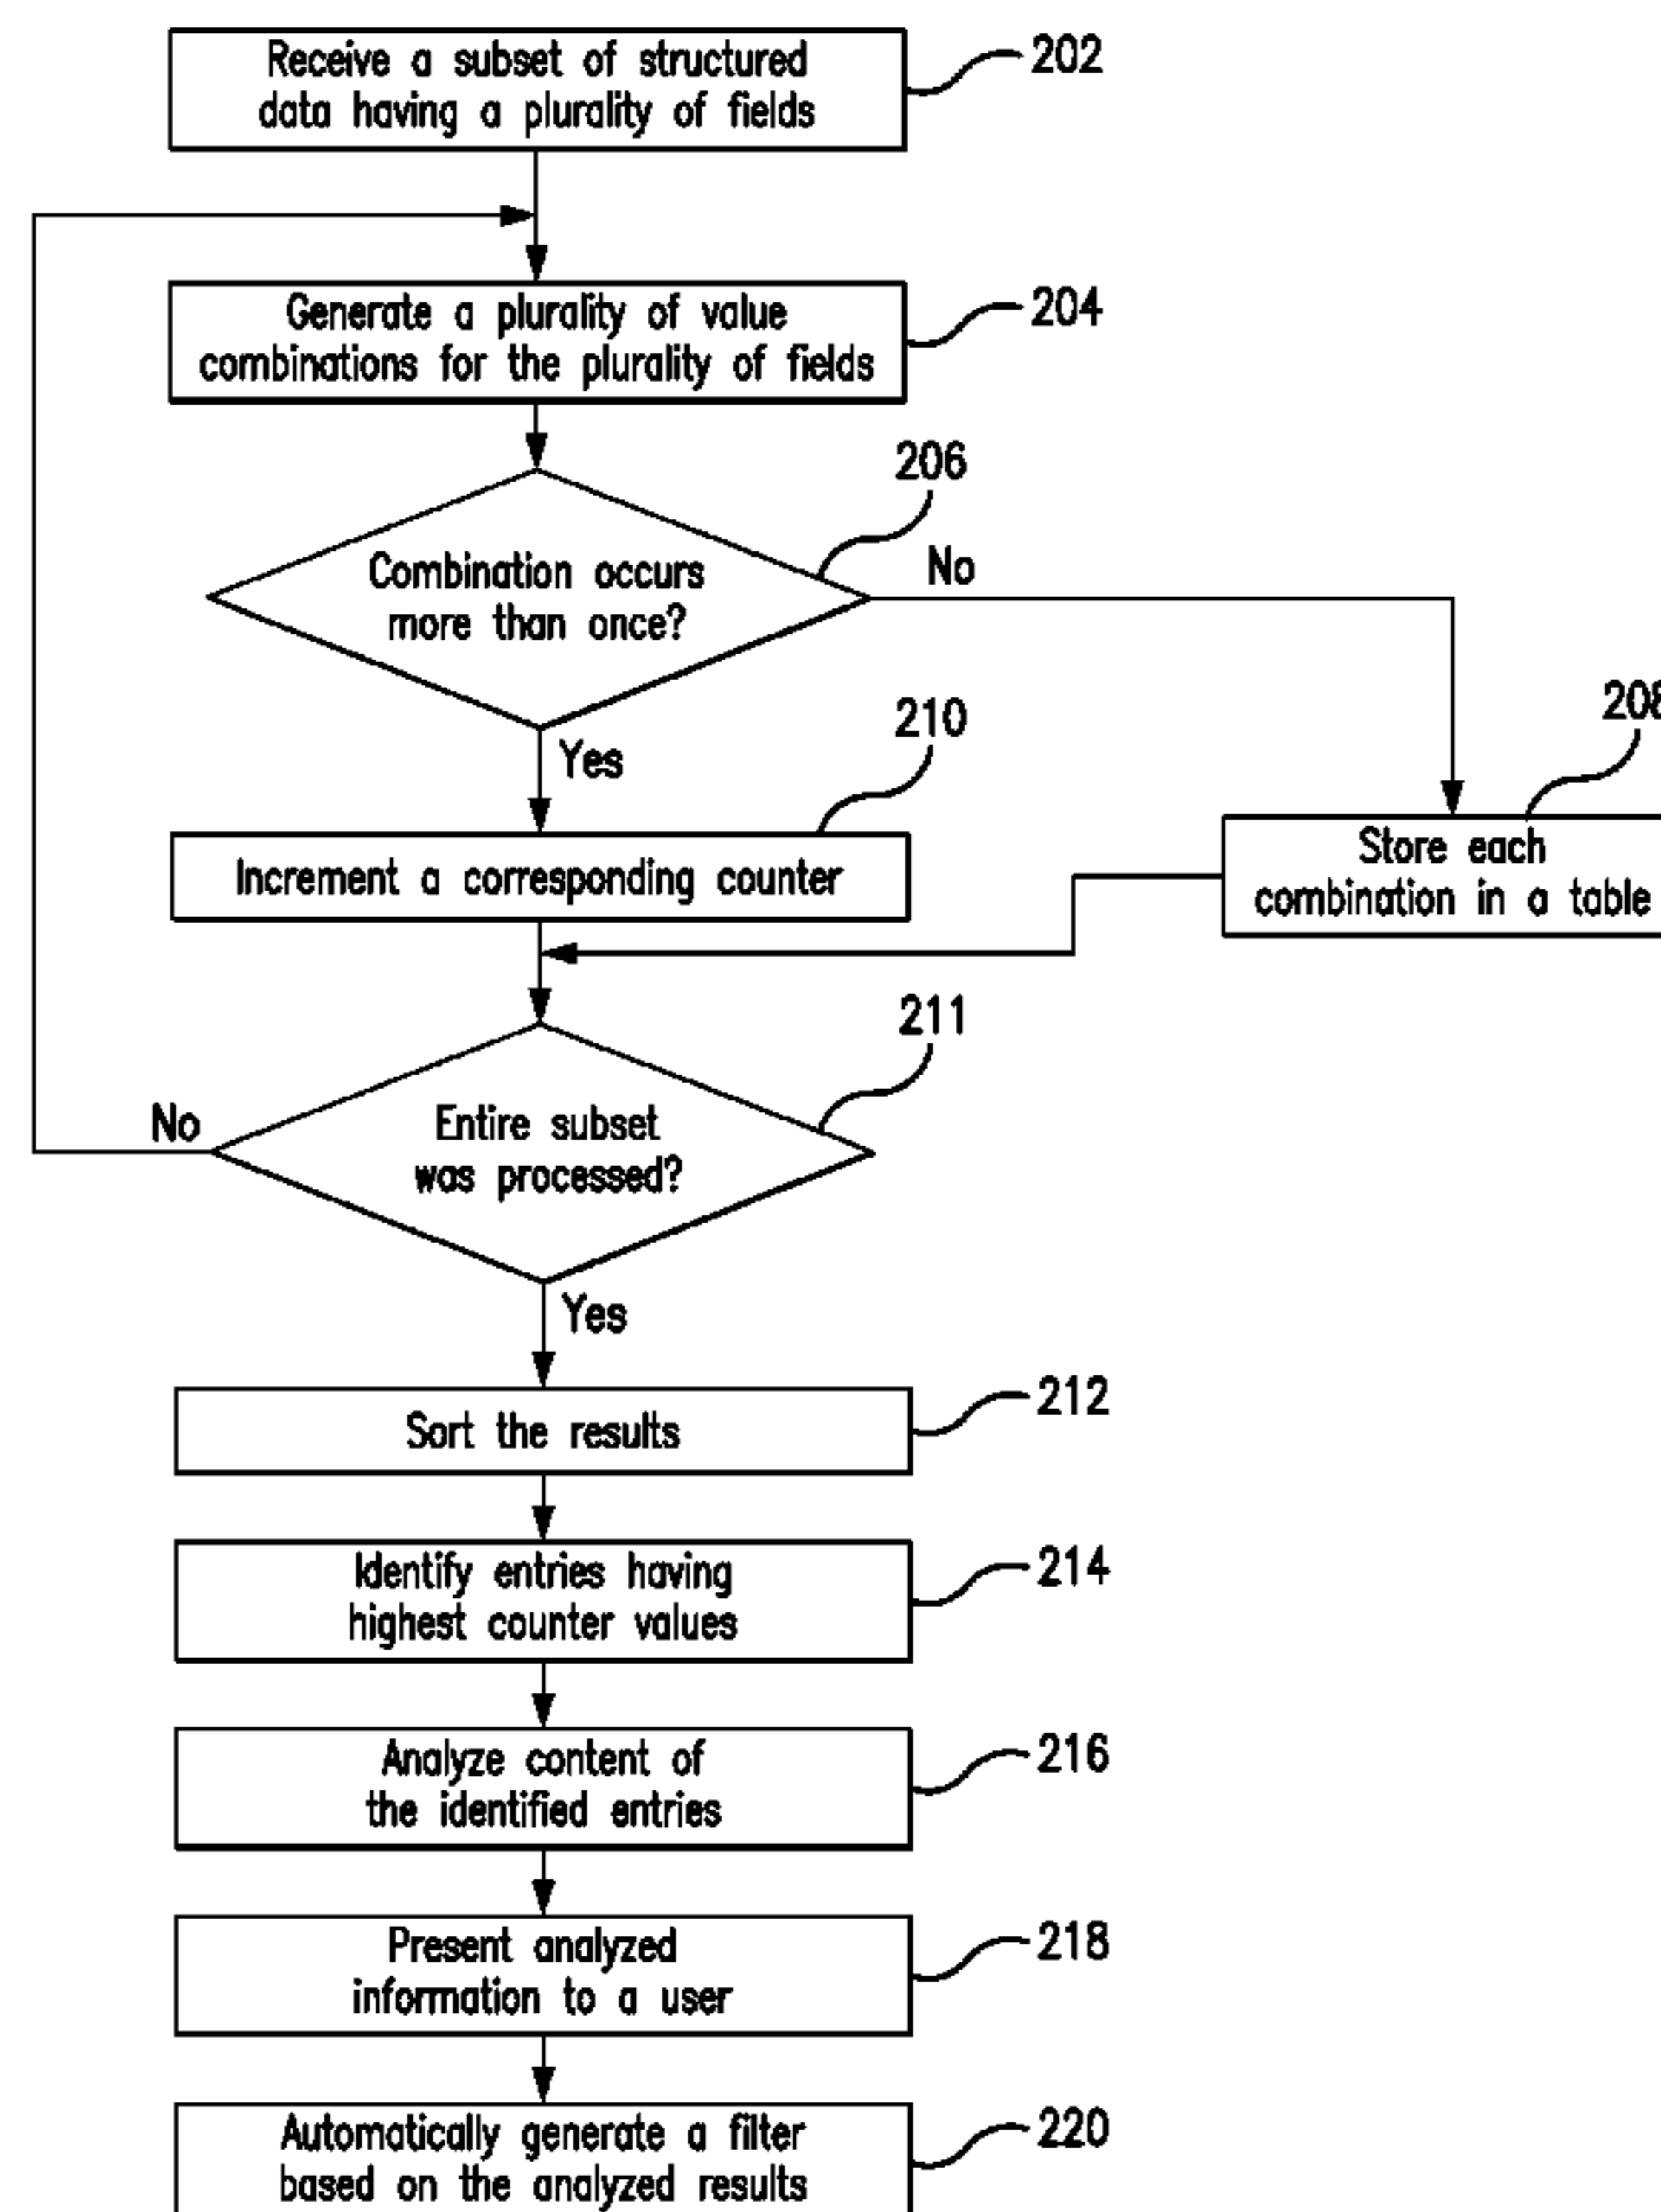 Receive a subset of structured
data having a plurality of fields
202
Generate a plurality of value
combinations for the plurality of fields
204
206
Combination occurs
more than once?
No
Yes
210
208
Increment a corresponding counter
Store each
combination in a table
211
Entire subset
was processed?
No
Yes
Sort the results
212
Identify entries having
highest counter values
214
Analyze content of
the identified entries
216
Present analyzed
information to a user
218
Automatically generate a filter
based on the analyzed results
220